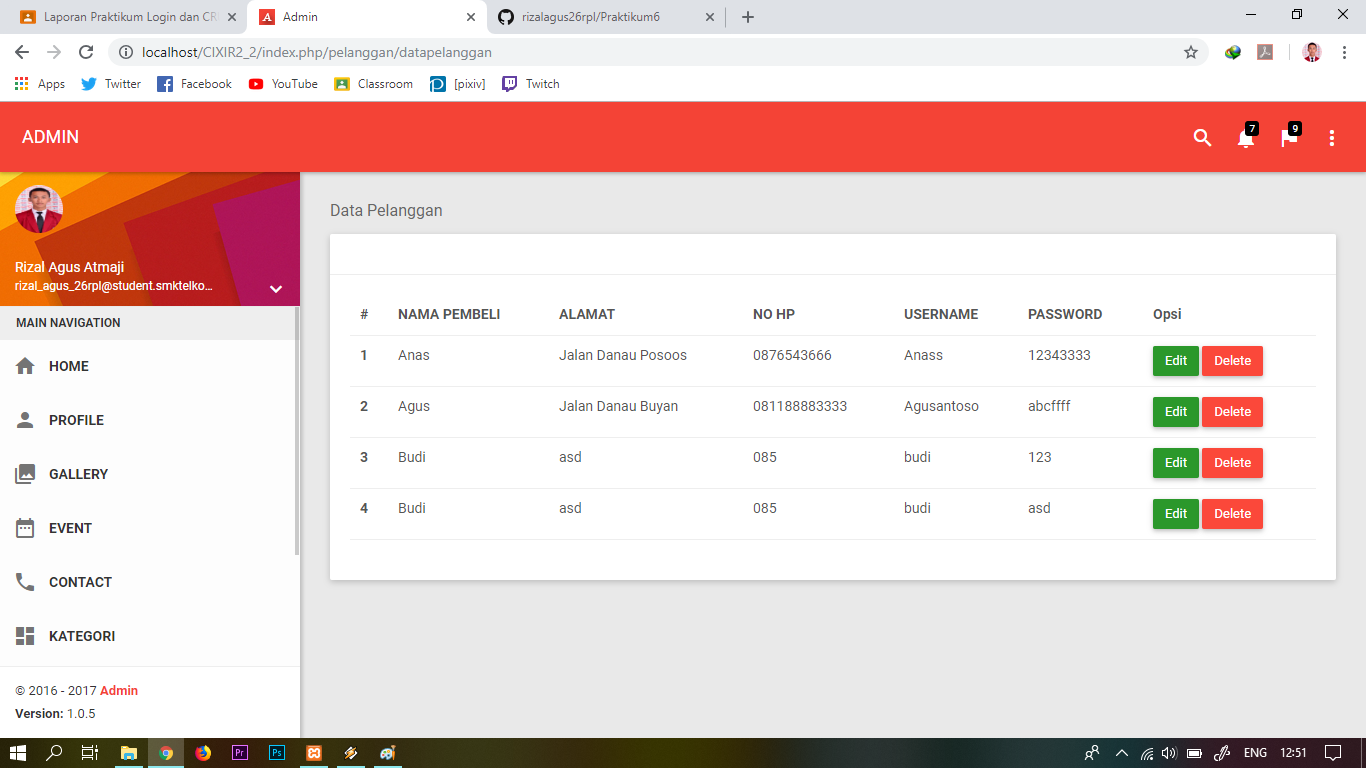 Laporan Praktikum Login dan CR
Admin
rizalagus26rpl/Praktikum6
localhost/CIXIR2_2/index.php/pelanggan/datapelanggan
Apps Twitter Facebook YouTube Classroom [pixiv] Twitch
ADMIN
7 9
Rizal Agus Atmaji
rizal_agus_26rpl@student.smktelko...
MAIN NAVIGATION
HOME
PROFILE
GALLERY
EVENT
CONTACT
KATEGORI
© 2016 - 2017 Admin
Version: 1.0.5
Data Pelanggan
# NAMA PEMBELI ALAMAT NO HP USERNAME PASSWORD Opsi
1 Anas Jalan Danau Posoos 0876543666 Anass 12343333 Edit Delete
2 Agus Jalan Danau Buyan 081188883333 Agusantoso abcffff Edit Delete
3 Budi asd 085 budi 123 Edit Delete
4 Budi asd 085 budi asd Edit Delete
Pr Ps ENG 12:51